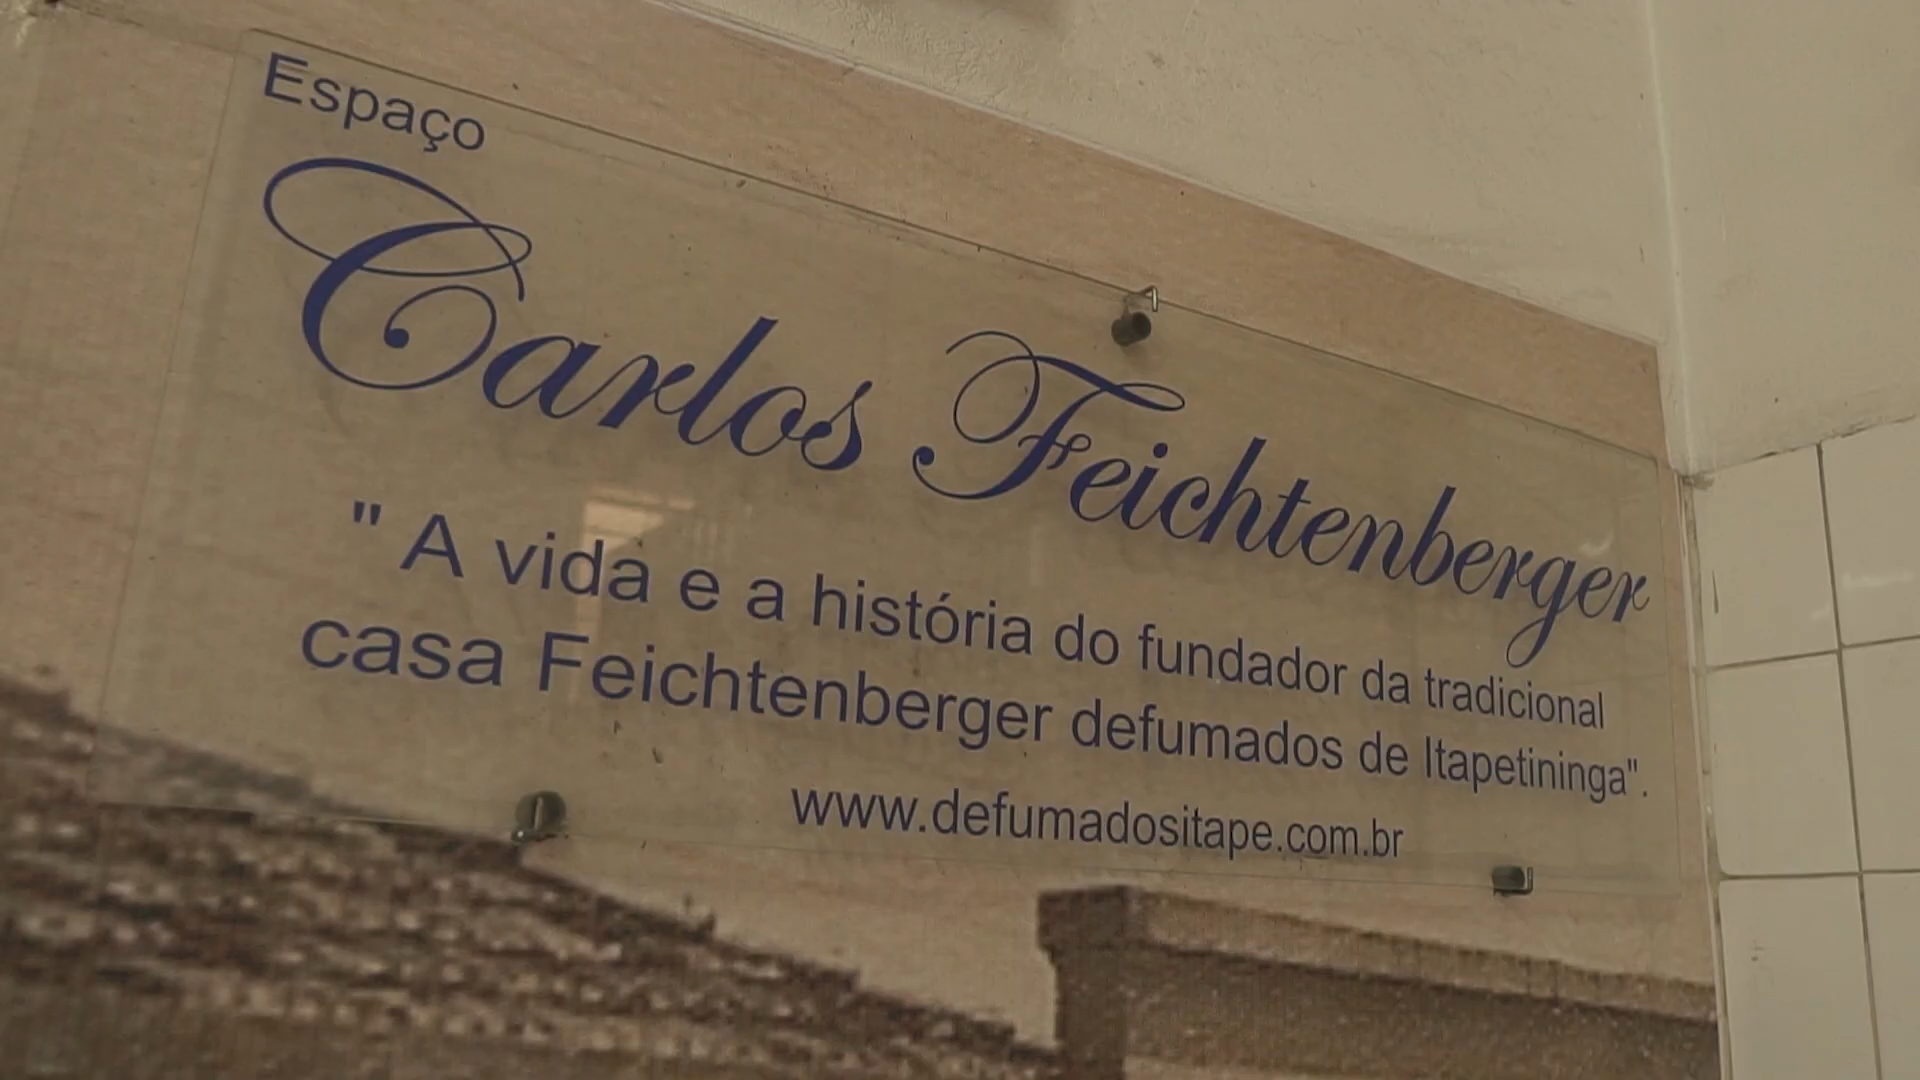 Espaço
Carlos Feichtenberger
" A vida e a história do fundador da tradicional
casa Feichtenberger defumados de Itapetininga".
www.defumadositape.com.br